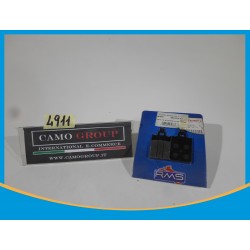 4911
CAMO GROUP
INTERNATIONAL E-COMMERCE
WWW.CAMOGROUP.IT
RMS